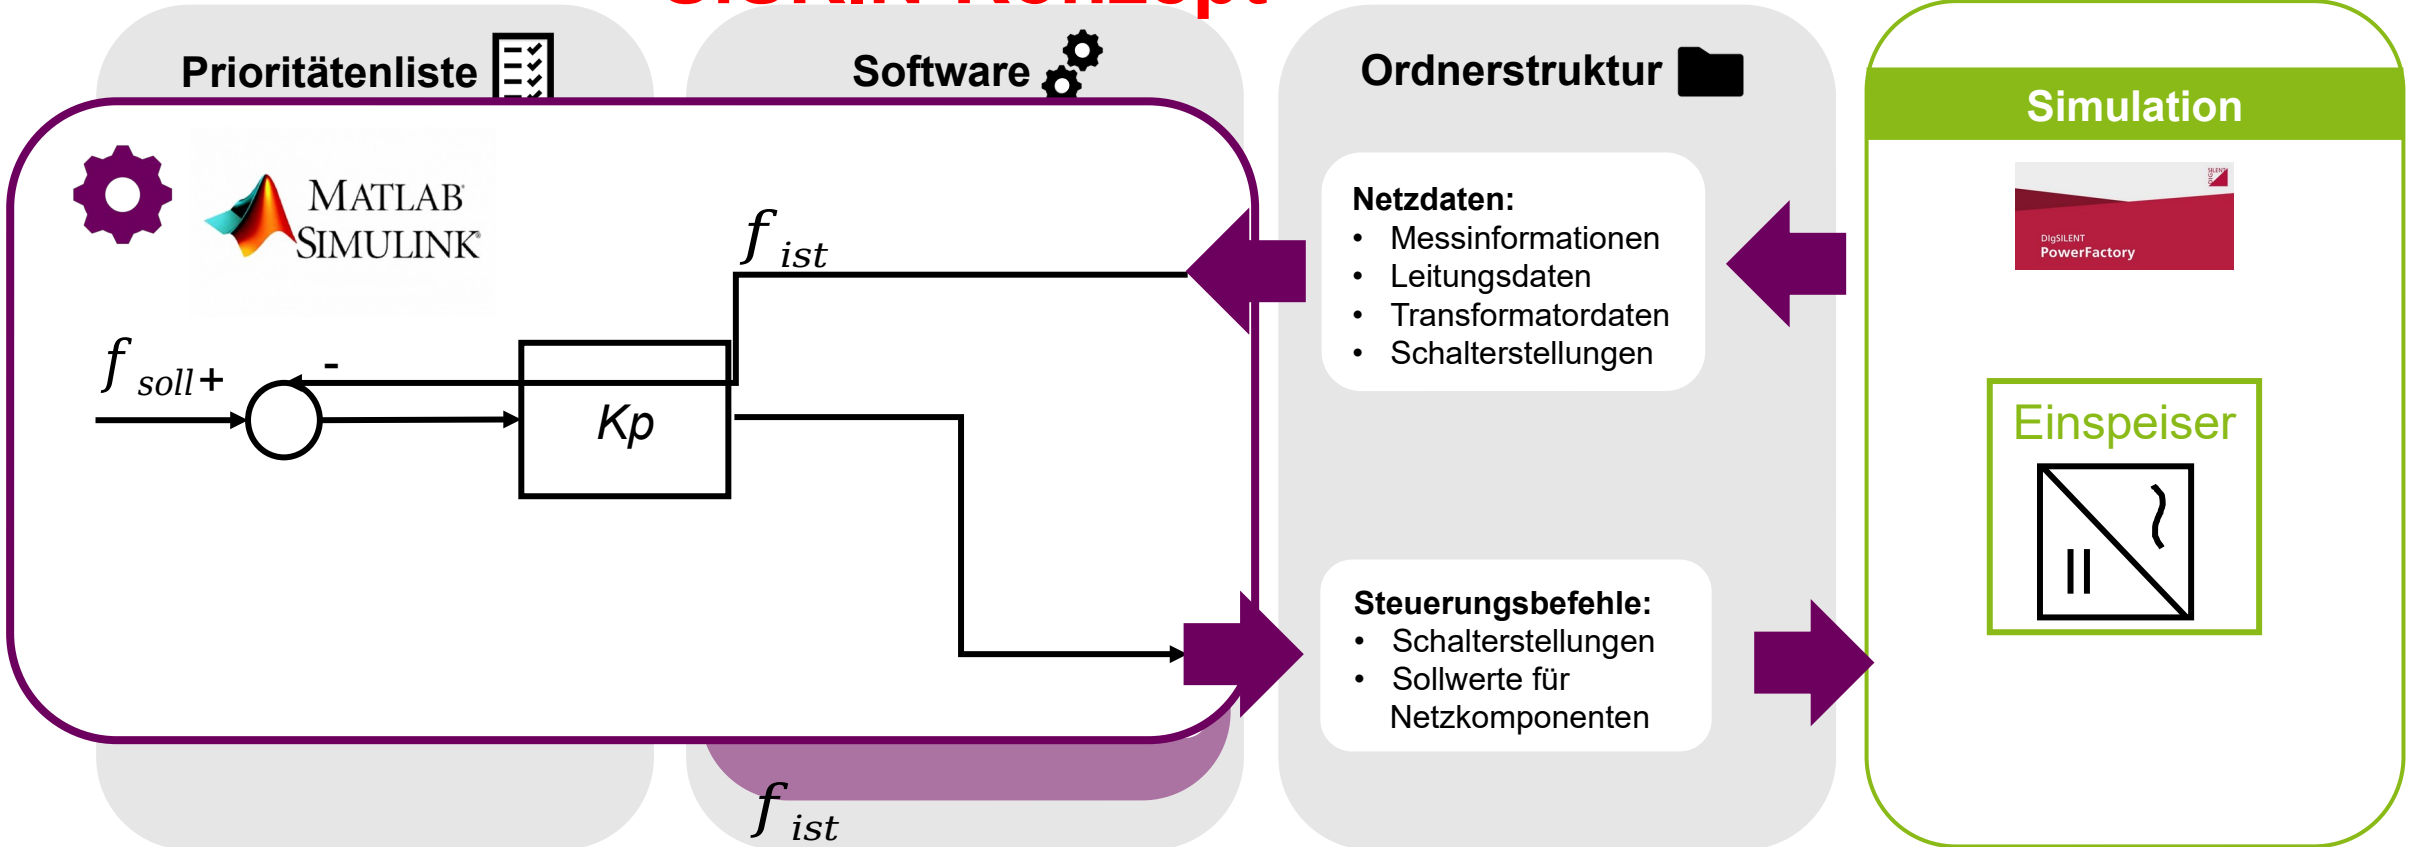 Prioritätenliste
Software
Ordnerstruktur
Simulation
MATLAB
SIMULINK®
f ist
f soll +
-
Kp
Netzdaten:
• Messinformationen
• Leitungsdaten
• Transformatordaten
• Schalterstellungen
Steuerungsbefehle:
• Schalterstellungen
• Sollwerte für
Netzkomponenten
DIgSILENT
DIgSILENT
PowerFactory
Einspeiser
f ist